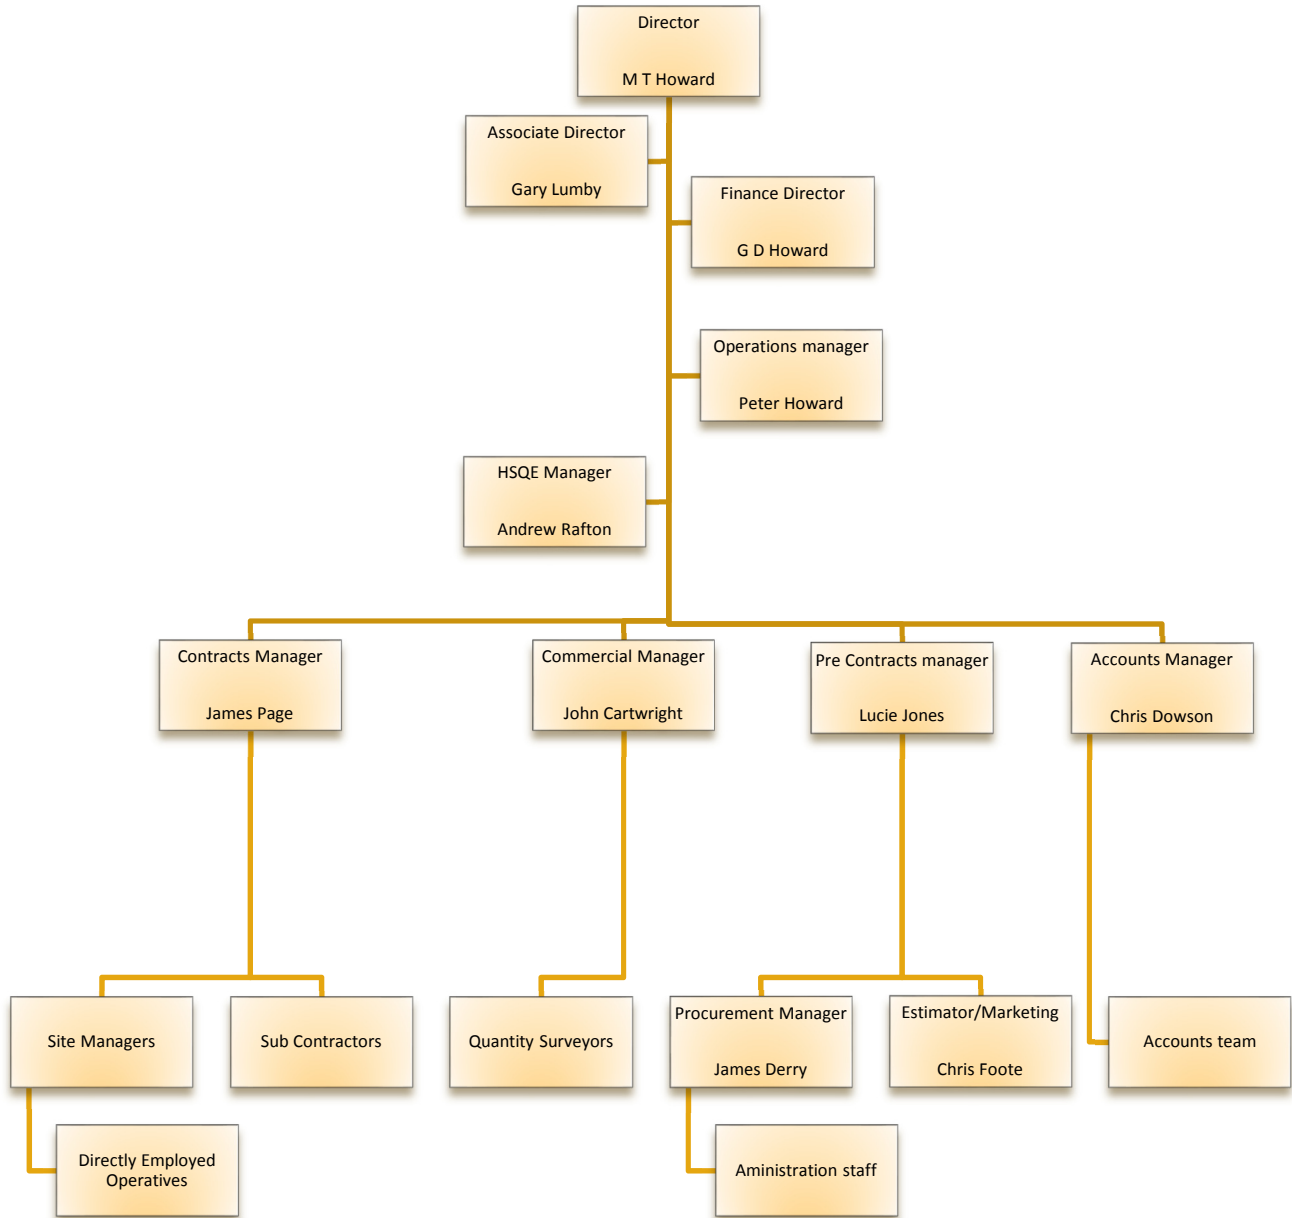 Director
M T Howard
Associate Director
Gary Lumby
Finance Director
G D Howard
Operations manager
Peter Howard
HSQE Manager
Andrew Rafton
Contracts Manager
James Page
Commercial Manager
John Cartwright
Pre Contracts manager
Lucie Jones
Accounts Manager
Chris Dowson
Site Managers
Sub Contractors
Quantity Surveyors
Procurement Manager
James Derry
Estimator/Marketing
Chris Foote
Accounts team
Directly Employed
Operatives
Aministration staff